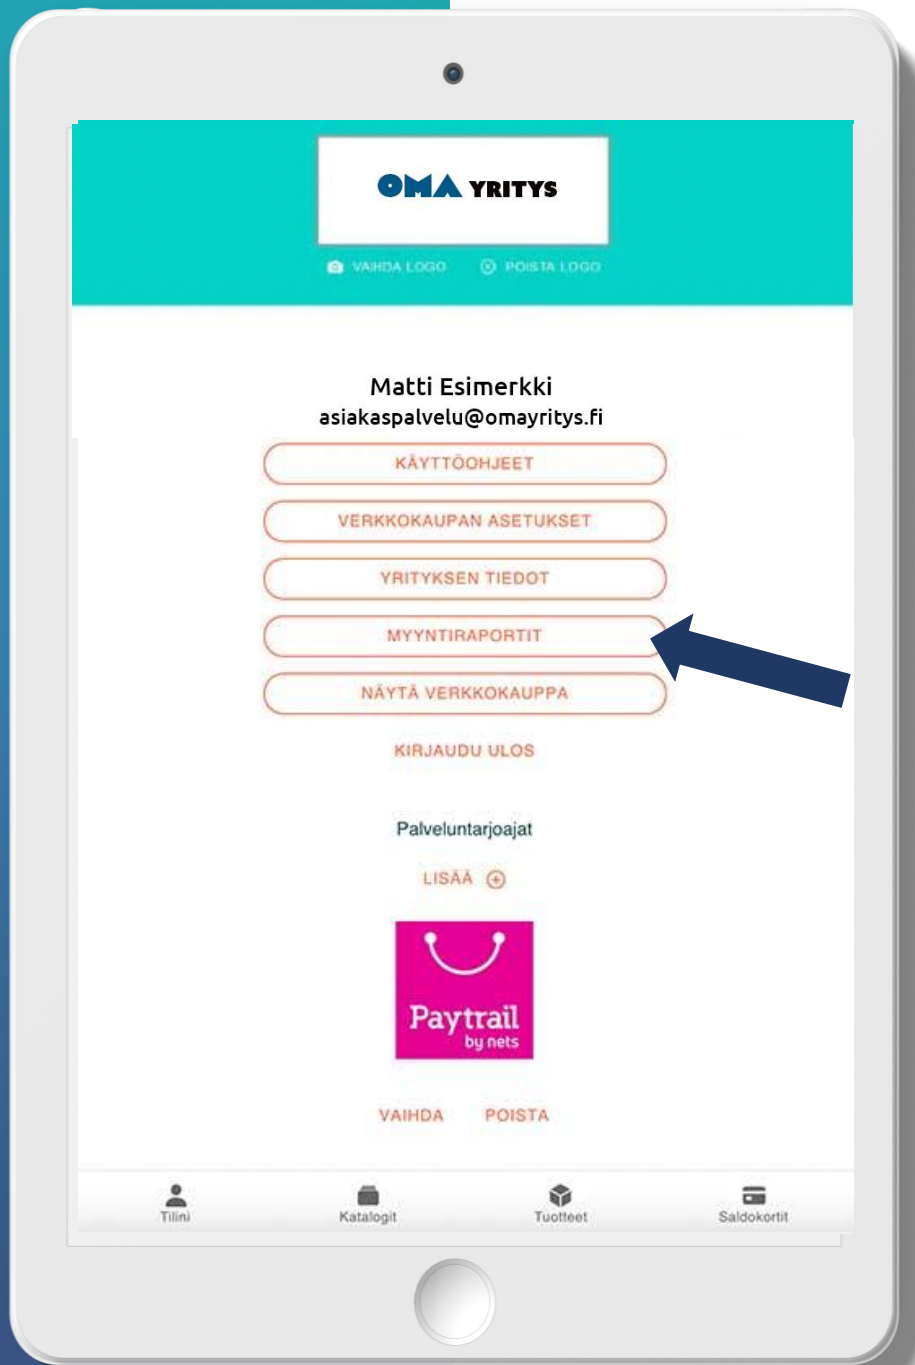 OMA YRITYS
VAIHDA LOGO POISTA LOGO
Matti Esimerkki
asiakaspalvelu@omayritys.fi
KÄYTTÖOHJEET
VERKKOKAUPAN ASETUKSET
YRITYKSEN TIEDOT
MYYNTIRAPORTIT
NÄYTÄ VERKKOKAUPPA
KIRJAUDU ULOS
Palveluntarjoajat
LISÄÄ
Paytrail
by nets
VAIHDA POISTA
Tilini Katalogit Tuotteet Saldokortit